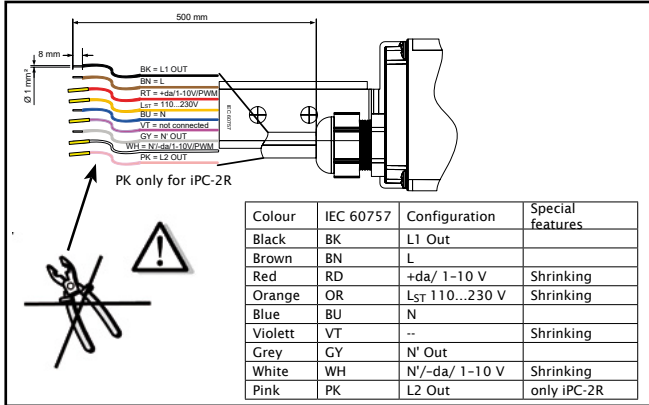 500 mm
8 mm
Ø 1 mm²
BK = L1 OUT
BN = L
RT = +da/1-10V/PWM
LST = 110...230V
BU = N
VT = not connected
GY = N' OUT
WH = N'/-da/1-10V/PWM
PK = L2 OUT
IEC 60757
PK only for iPC-2R
Colour IEC 60757 Configuration Special features
Black BK L1 Out
Brown BN L
Red RD +da/ 1-10 V Shrinking
Orange OR LST 110...230 V Shrinking
Blue BU N
Violett VT -- Shrinking
Grey GY N' Out
White WH N'/-da/ 1-10 V Shrinking
Pink PK L2 Out only iPC-2R